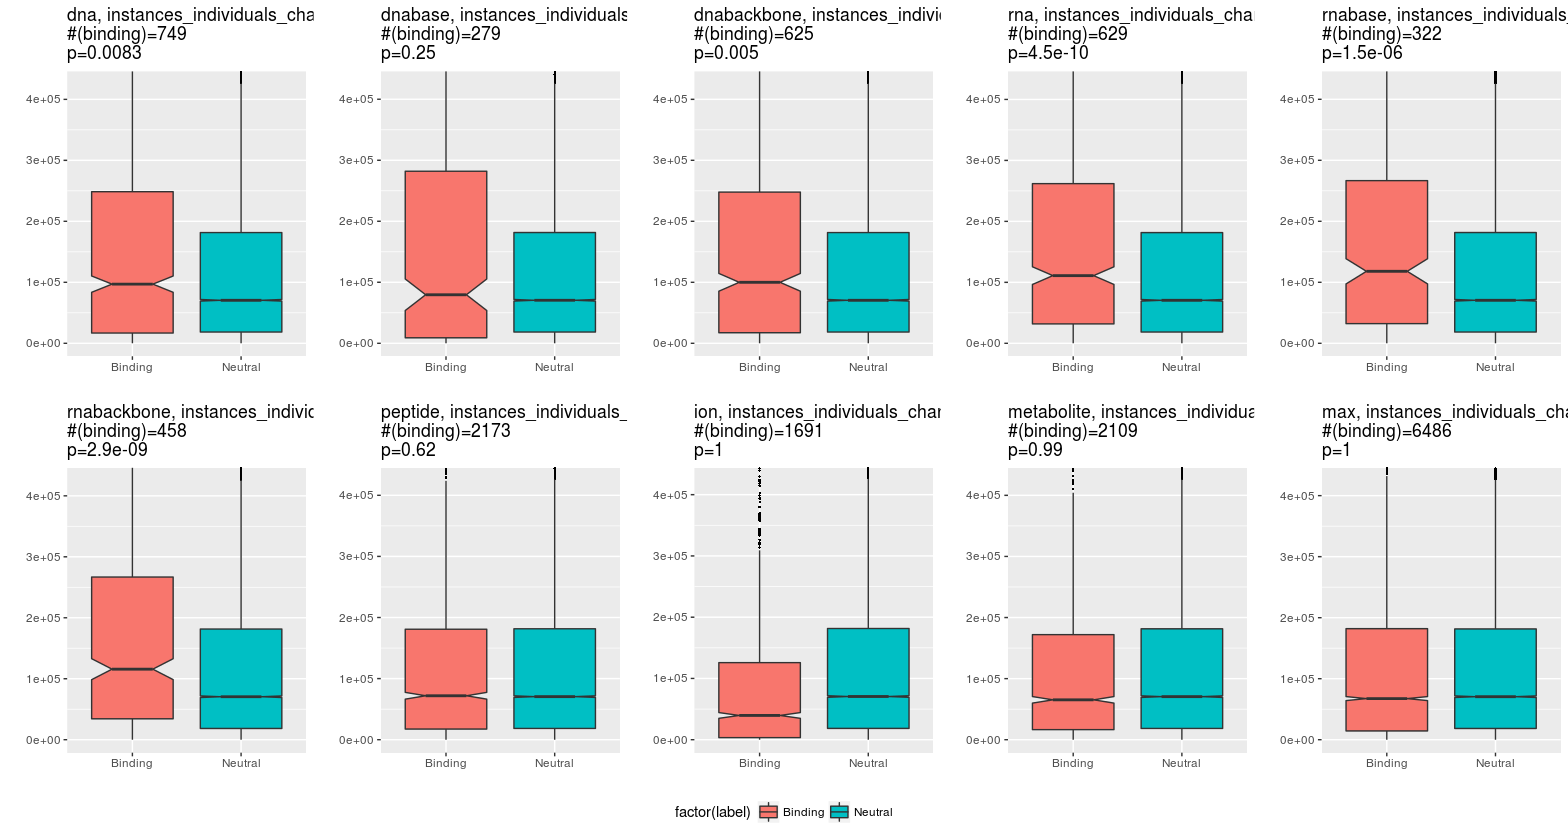 dna, instances_individuals_cha
#(binding)=749
p=0.0083
dnabase, instances_individuals
#(binding)=279
p=0.25
dnabackbone, instances_indivi
#(binding)=625
p=0.005
rna, instances_individuals_cha
#(binding)=629
p=4.5e-10
rnabase, instances_individuals_
#(binding)=322
p=1.5e-06
4e+05
3e+05
2e+05
1e+05
0e+00
Binding Neutral
4e+05
3e+05
2e+05
1e+05
0e+00
Binding Neutral
4e+05
3e+05
2e+05
1e+05
0e+00
Binding Neutral
4e+05
3e+05
2e+05
1e+05
0e+00
Binding Neutral
4e+05
3e+05
2e+05
1e+05
0e+00
Binding Neutral
rnabackbone, instances_indivic
#(binding)=458
p=2.9e-09
peptide, instances_individuals_
#(binding)=2173
p=0.62
ion, instances_individuals_char
#(binding)=1691
p=1
metabolite, instances_individua
#(binding)=2109
p=0.99
max, instances_individuals_cha
#(binding)=6486
p=1
4e+05
3e+05
2e+05
1e+05
0e+00
Binding Neutral
4e+05
3e+05
2e+05
1e+05
0e+00
Binding Neutral
4e+05
3e+05
2e+05
1e+05
0e+00
Binding Neutral
4e+05
3e+05
2e+05
1e+05
0e+00
Binding Neutral
4e+05
3e+05
2e+05
1e+05
0e+00
Binding Neutral
factor(label) Binding Neutral